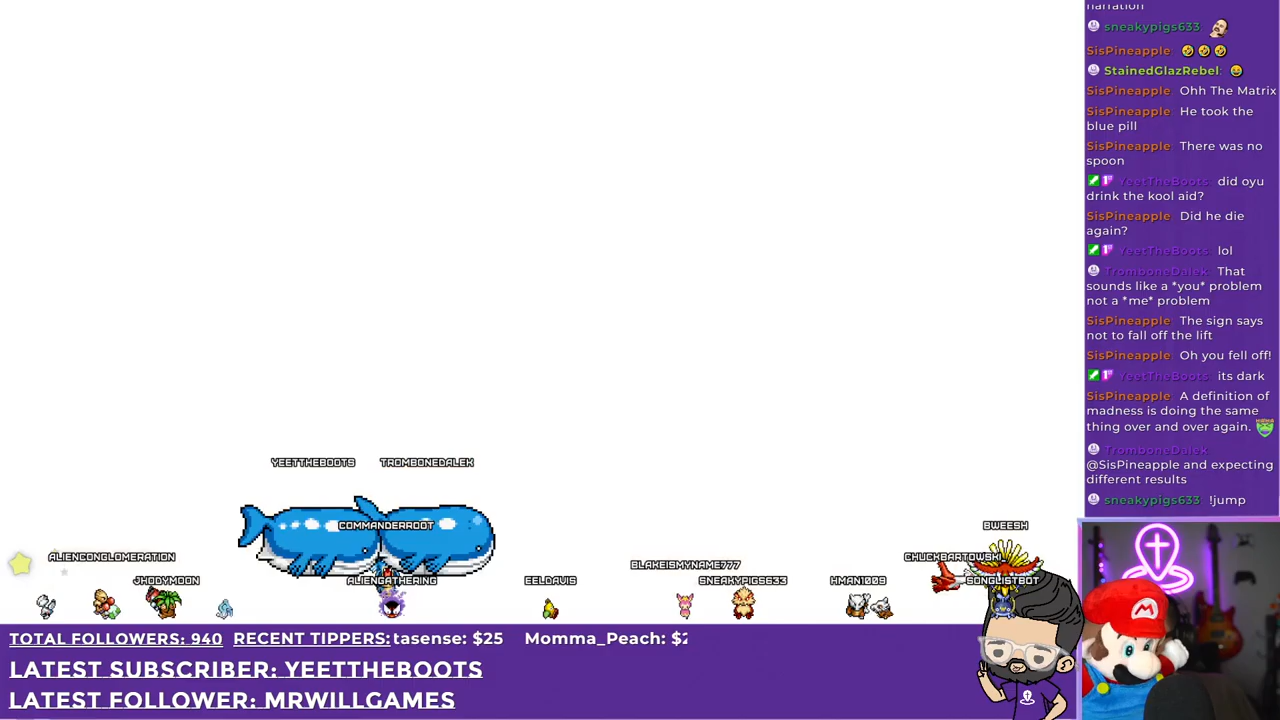 narration
sneakypigs633:
SisPineapple:
StainedGlazRebel:
SisPineapple: Ohh The Matrix
SisPineapple: He took the
blue pill
SisPineapple: There was no
spoon
YeetTheBoots: did oyu
drink the kool aid?
SisPineapple: Did he die
again?
YeetTheBoots: lol
TromboneDalek: That
sounds like a *you* problem
not a *me* problem
SisPineapple: The sign says
not to fall off the lift
SisPineapple: Oh you fell off!
YeetTheBoots: its dark
SisPineapple: A definition of
madness is doing the same
thing over and over again.
TromboneDalek:
@SisPineapple and expecting
different results
sneakypigs633: !jump
YEETTHEBOOTS TROMBONEDALEK
COMMANDERROOT
BWEESH
ALIENCONGLOMERATION
BLAKEISMYNAME777
CHUCKBARTOWSKI
JHODYMOON
ALIENGATHERING
EELDAVIS
SNEAKYPIGS633
HMAN1009
SONGLISTBOT
TOTAL FOLLOWERS: 940 RECENT TIPPERS: tasense: $25 Momma_Peach: $2
LATEST SUBSCRIBER: YEETTHEBOOTS
LATEST FOLLOWER: MRWILLGAMES